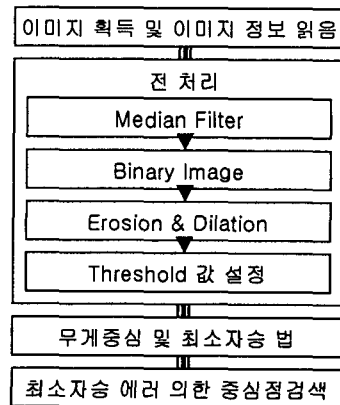 이미지 획득 및 이미지 정보 읽음
전 처리
Median Filter
Binary Image
Erosion & Dilation
Threshold 값 설정
무게중심 및 최소자승 법
최소자승 에러 의한 중심점검색